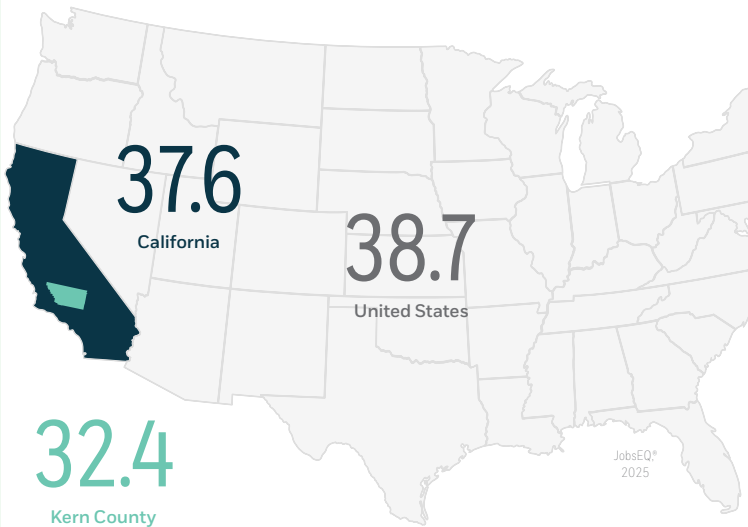 37.6
California
38.7
United States
32.4
Kern County
JobsEQ®
2025